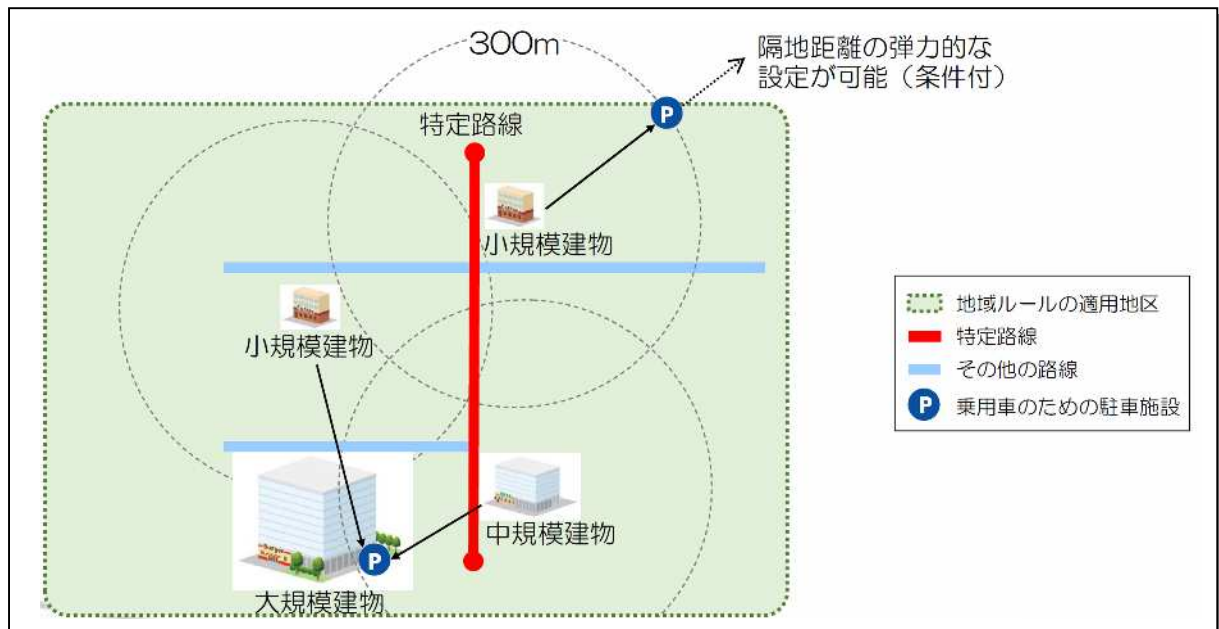 300m
隔地距離の弾力的な
設定が可能（条件付）
P
特定路線
小規模建物
小規模建物
中規模建物
P
大規模建物
地域ルールの適用地区
特定路線
その他の路線
P 乗用車のための駐車施設